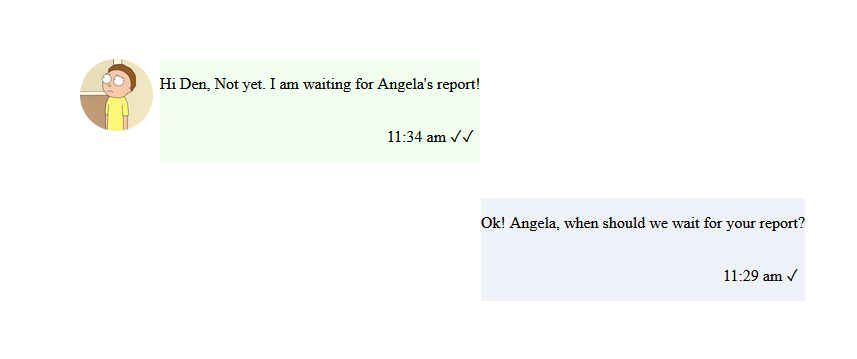 Hi Den, Not yet. I am waiting for Angela's report!
11:34 am ✓✓
Ok! Angela, when should we wait for your report?
11:29 am ✓